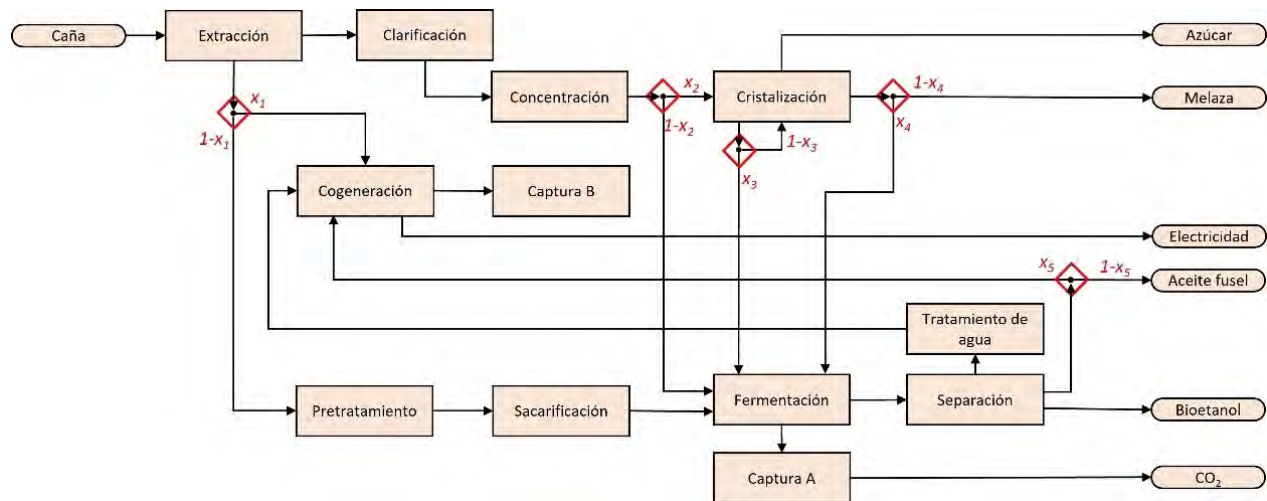 Caña
Extracción
Clarificación
Azúcar
x₁
1-x₁
Concentración
x₂
1-x₂
Cristalización
1-x₄
x₄
Melaza
1-x₃
x₃
Cogeneración
Captura B
Electricidad
x₅
1-x₅
Aceite fusel
Tratamiento de
agua
Pretratamiento
Sacarificación
Fermentación
Separación
Bioetanol
Captura A
CO₂